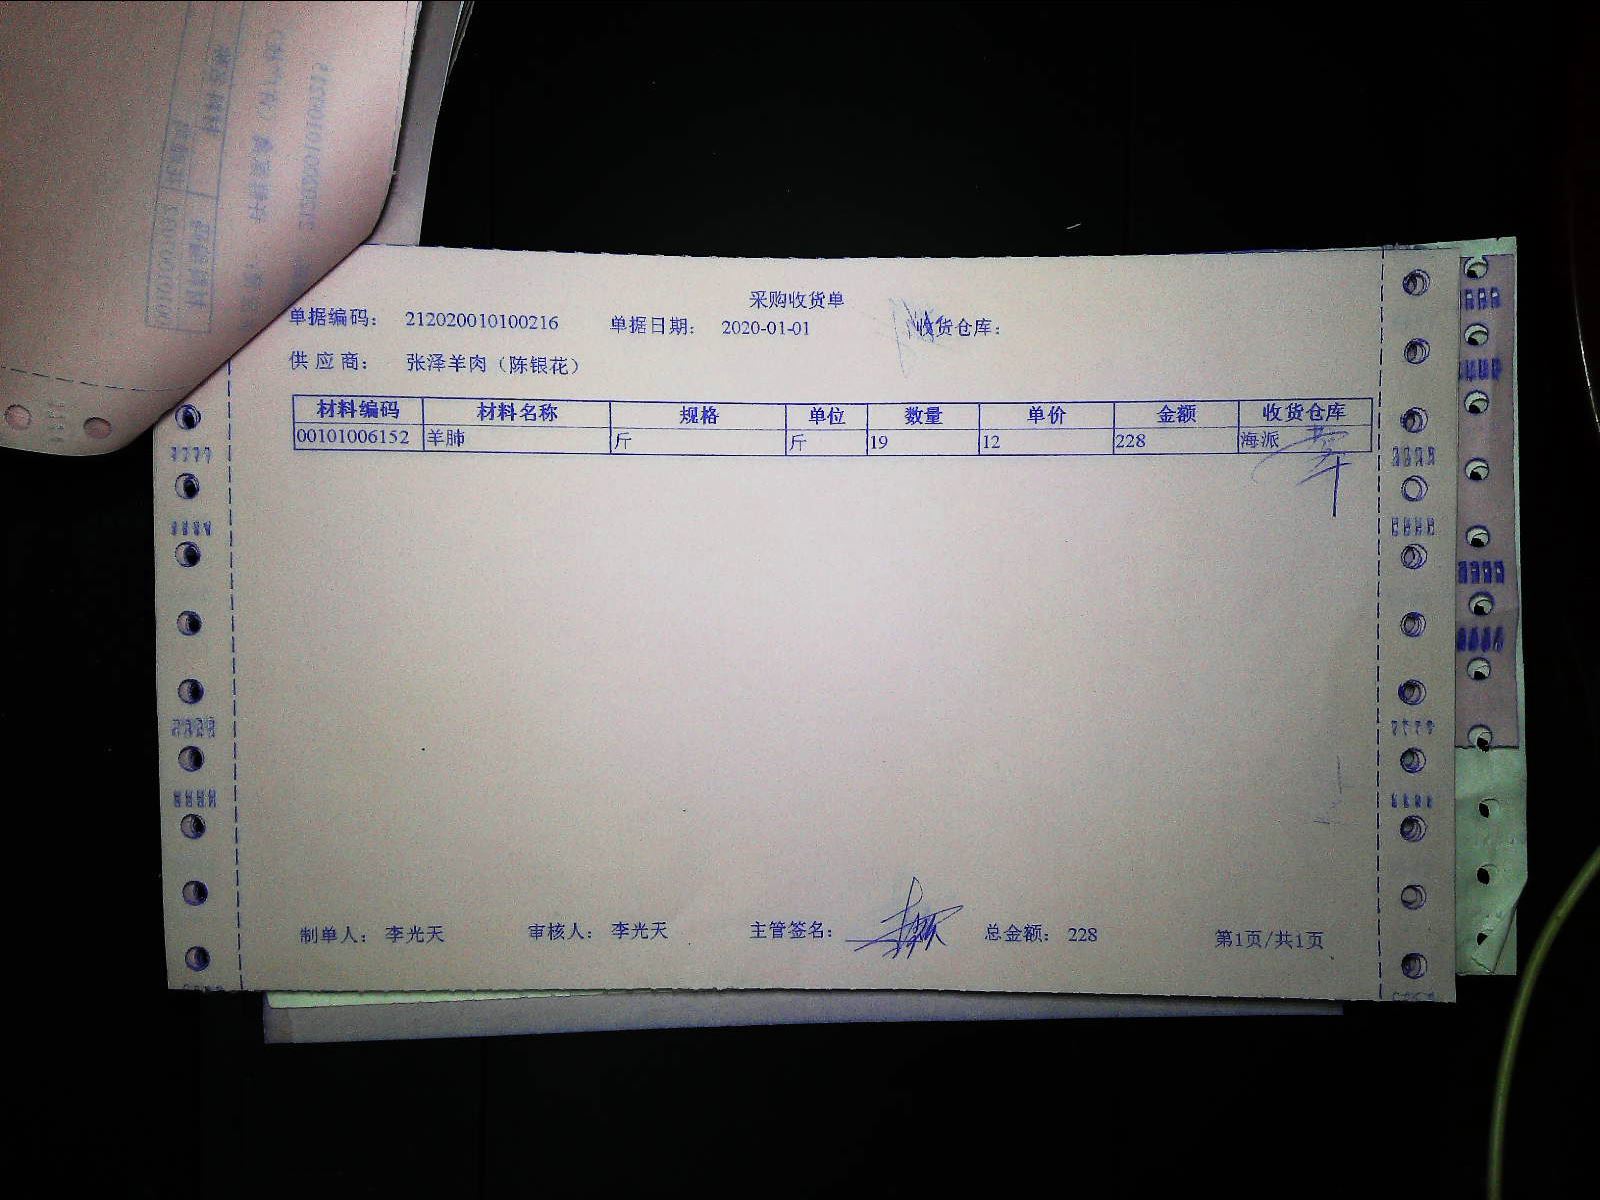 采购收货单
单据编码： 212020010100216 单据日期： 2020-01-01 收货仓库：
供应商： 张泽羊肉（陈银花）
材料编码 材料名称 规格 单位 数量 单价 金额 收货仓库
00101006152 羊肺 斤 斤 19 12 228 海派
制单人： 李光天 审核人： 李光天 主管签名： 总金额： 228 第1页/共1页